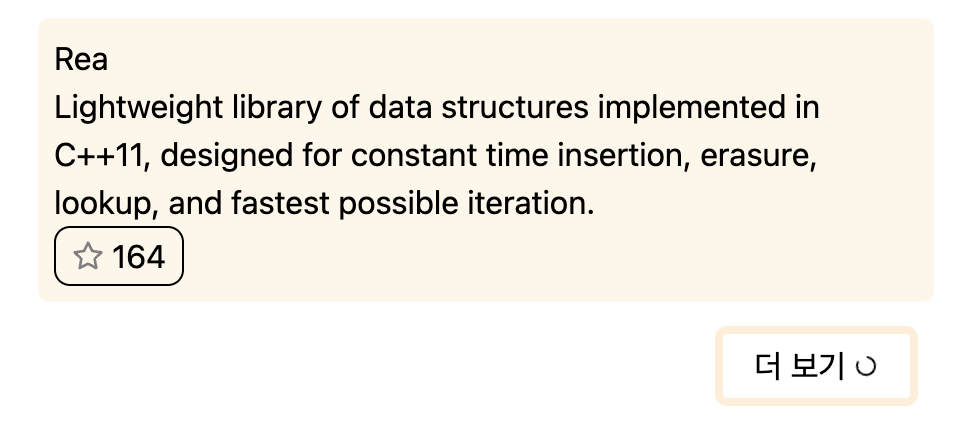 Rea
Lightweight library of data structures implemented in
C++11, designed for constant time insertion, erasure,
lookup, and fastest possible iteration.
164
더 보기